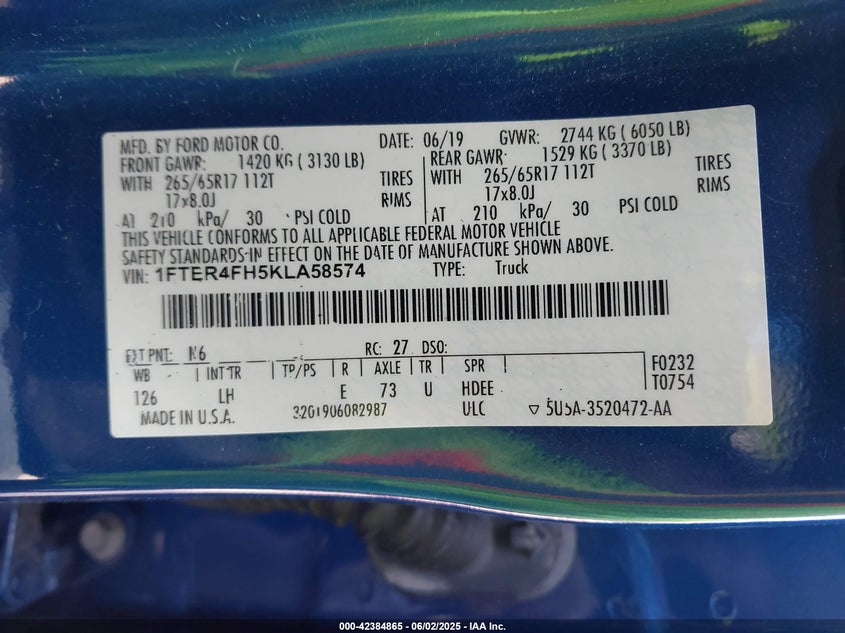 MFD. BY FORD MOTOR CO. DATE: 06/19 GVWR: 2744 KG ( 6050 LB)
FRONT GAWR: 1420 KG ( 3130 LB) REAR GAWR: 1529 KG ( 3370 LB)
WITH 265/65R17 112T TIRES WITH 265/65R17 112T TIRES
17x8.0J RIMS 17x8.0J RIMS
AT 210 kPa/ 30 PSI COLD AT 210 kPa/ 30 PSI COLD
THIS VEHICLE CONFORMS TO ALL APPLICABLE FEDERAL MOTOR VEHICLE
SAFETY STANDARDS IN EFFECT ON THE DATE OF MANUFACTURE SHOWN ABOVE.
VIN: 1FTER4FH5KLA58574 TYPE: Truck
EXT PNT: N6 RC: 27 DSO:
WB INT TR TP/PS R AXLE TR SPR F0232
126 LH E 73 U HDEE T0754
MADE IN U.S.A. 3201906082987 ULC ▽ 5U5A-3520472-AA
000-42384865 - 06/02/2025 - IAA Inc.